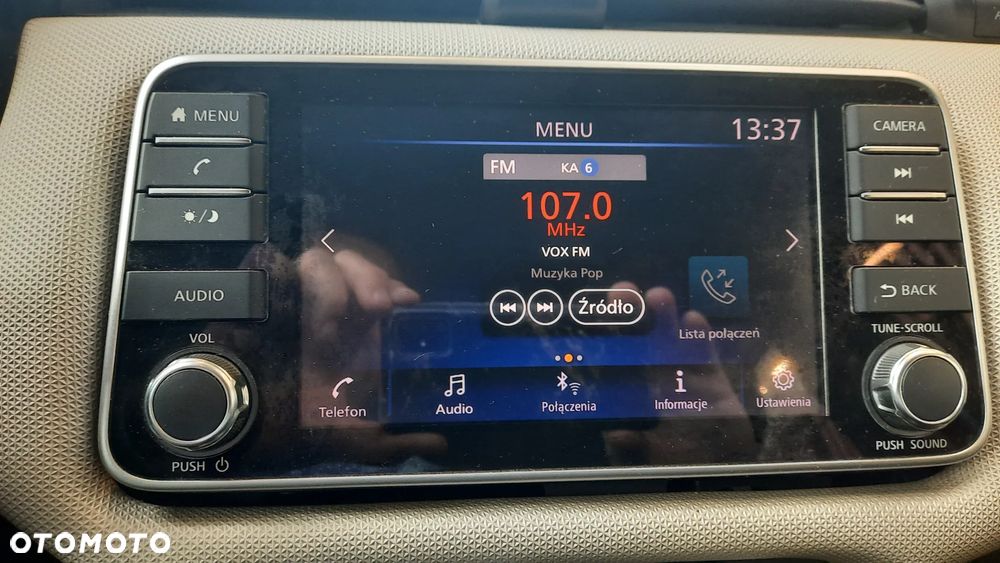 MENU
AUDIO
VOL
PUSH
MENU
13:37
FM
KA 6
107.0
MHz
VOX FM
Muzyka Pop
Źródło
Lista połączeń
Telefon
Audio
Połączenia
Informacje
Ustawienia
CAMERA
BACK
TUNE·SCROLL
PUSH SOUND
OTOMOTO